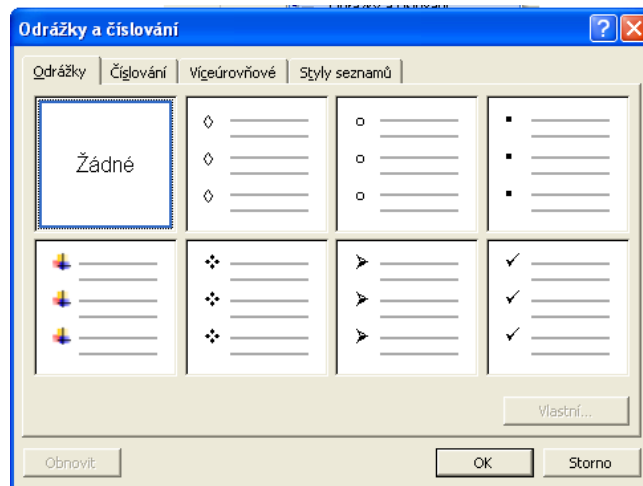 Odrážky a číslování
Odrážky Číslování Víceúrovňové Styly seznamů
Žádné
Vlastní...
Obnovit OK Storno